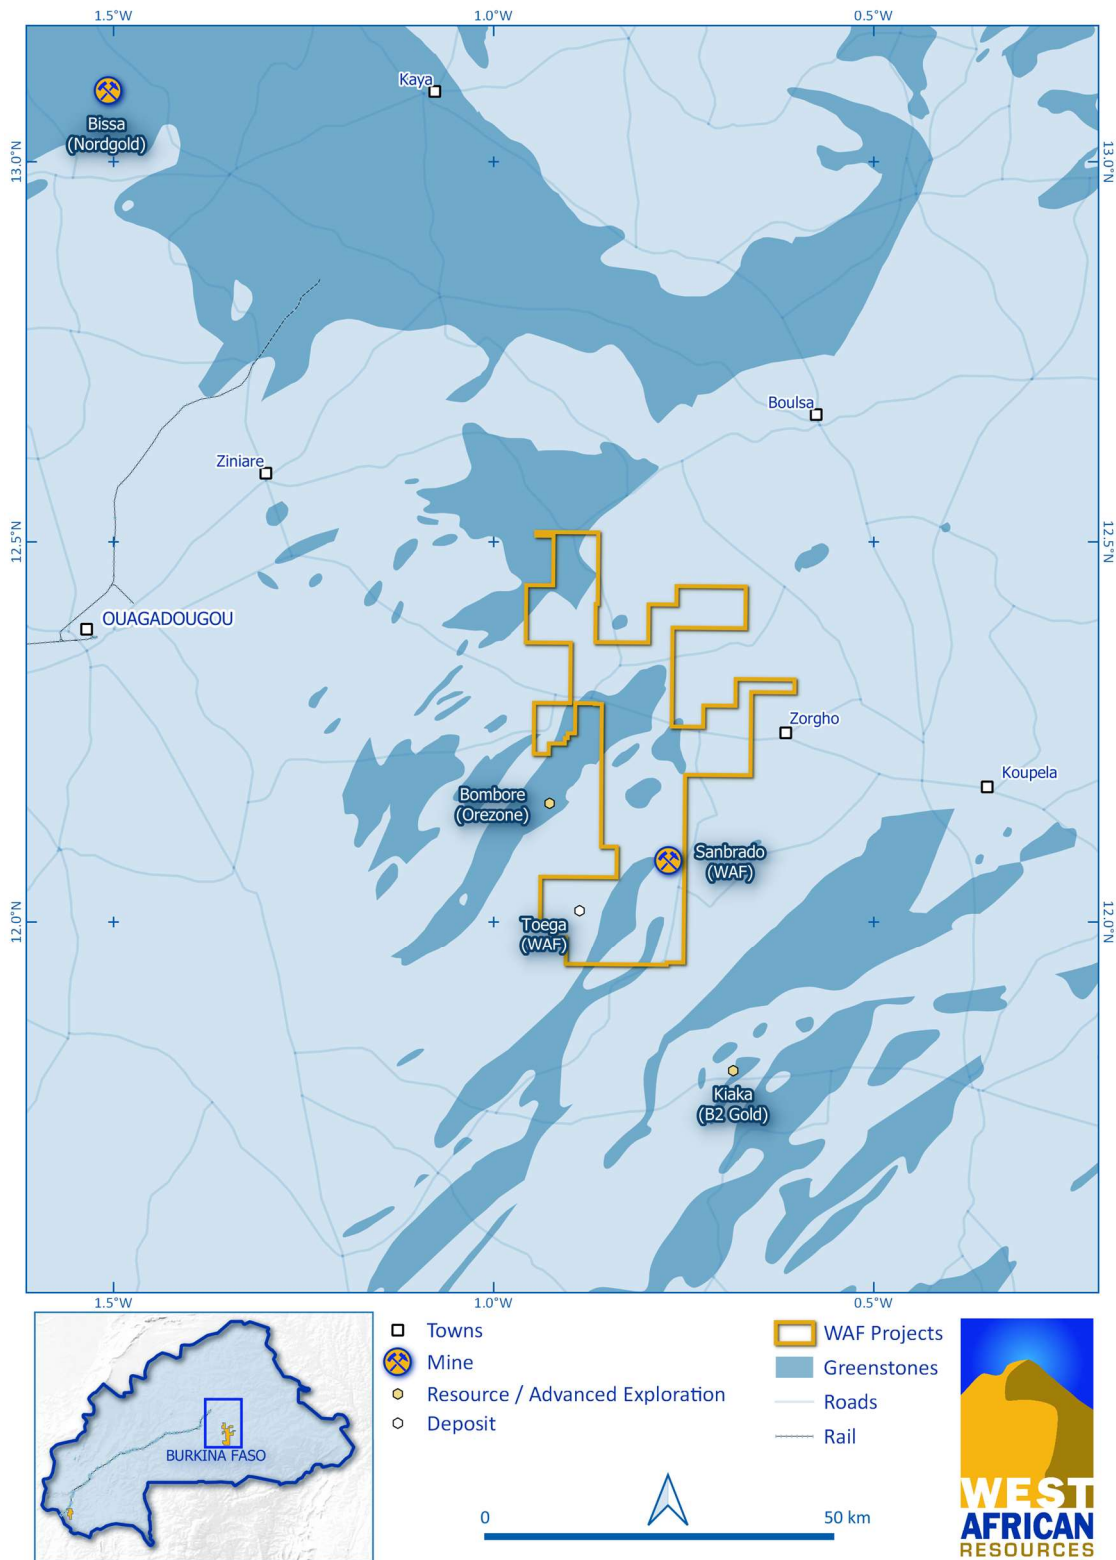 1.5°W
1.0°W
0.5°W
Kaya
Bissa
(Nordgold)
13.0°N
13.0°N
Boulsa
Ziniare
12.5°N
12.5°N
OUAGADOUGOU
Zorgho
Koupela
Bombore
(Orezone)
Sanbrado
(WAF)
12.0°N
12.0°N
Toega
(WAF)
Kiaka
(B2 Gold)
1.5°W
1.0°W
0.5°W
BURKINA FASO
Towns
Mine
Resource / Advanced Exploration
Deposit
WAF Projects
Greenstones
Roads
Rail
0
50 km
WEST
AFRICAN
RESOURCES